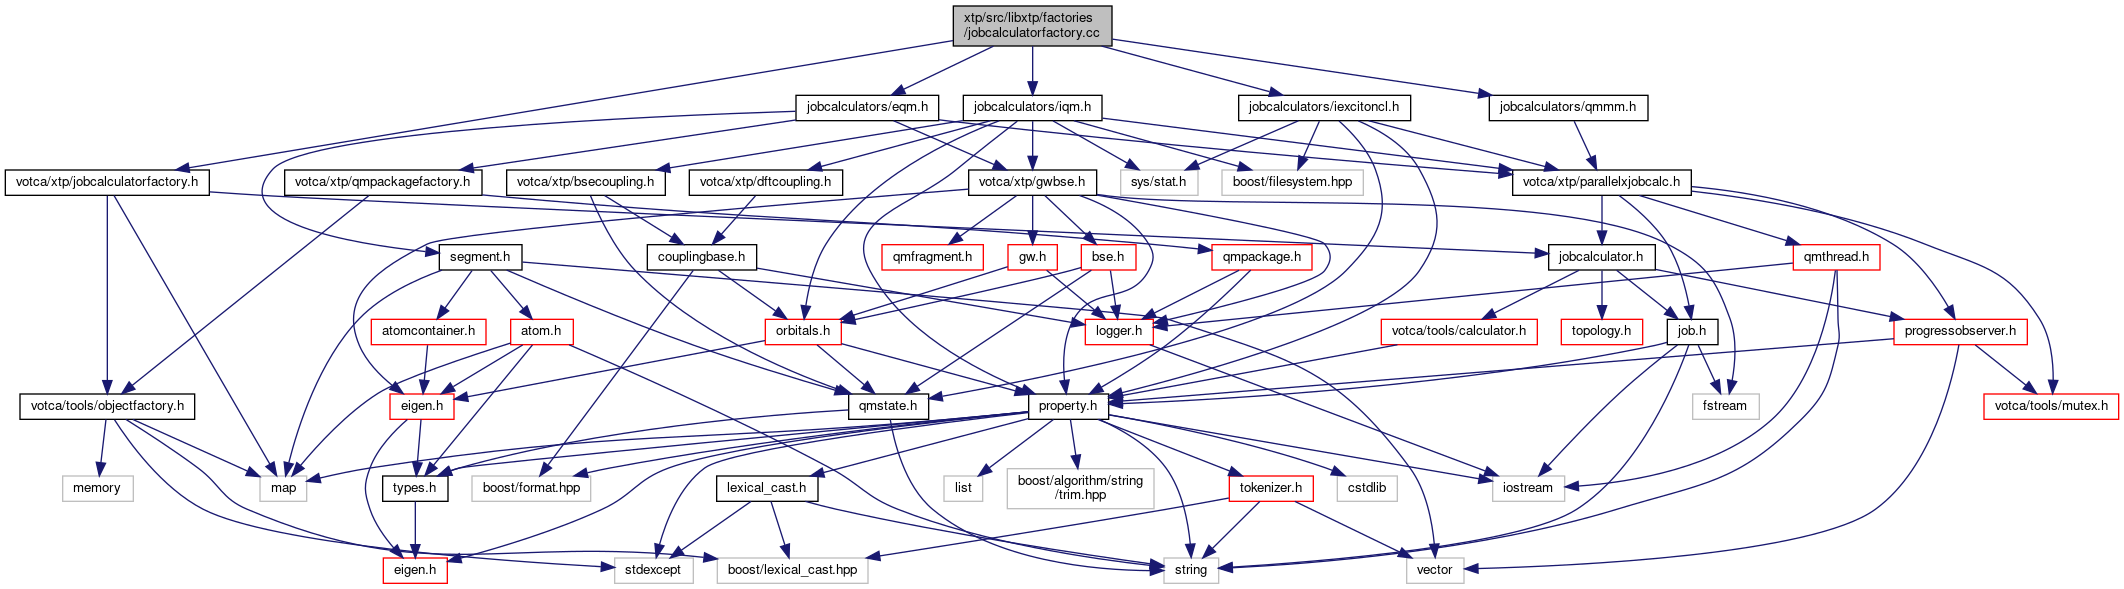 xtp/src/libxtp/factories
/jobcalculatorfactory.cc
jobcalculators/eqm.h
jobcalculators/iqm.h
jobcalculators/iexcitoncl.h
jobcalculators/qmmm.h
votca/xtp/jobcalculatorfactory.h
votca/xtp/qmpackagefactory.h
votca/xtp/bsecoupling.h
votca/xtp/dftcoupling.h
votca/xtp/gwbse.h
sys/stat.h
boost/filesystem.hpp
votca/xtp/parallelxjobcalc.h
segment.h
couplingbase.h
qmfragment.h
gw.h
bse.h
qmpackage.h
jobcalculator.h
qmthread.h
atomcontainer.h
atom.h
orbitals.h
logger.h
votca/tools/calculator.h
topology.h
job.h
progressobserver.h
votca/tools/objectfactory.h
eigen.h
qmstate.h
property.h
fstream
votca/tools/mutex.h
memory
map
types.h
boost/format.hpp
lexical_cast.h
list
boost/algorithm/string
/trim.hpp
tokenizer.h
cstdlib
iostream
eigen.h
stdexcept
boost/lexical_cast.hpp
string
vector